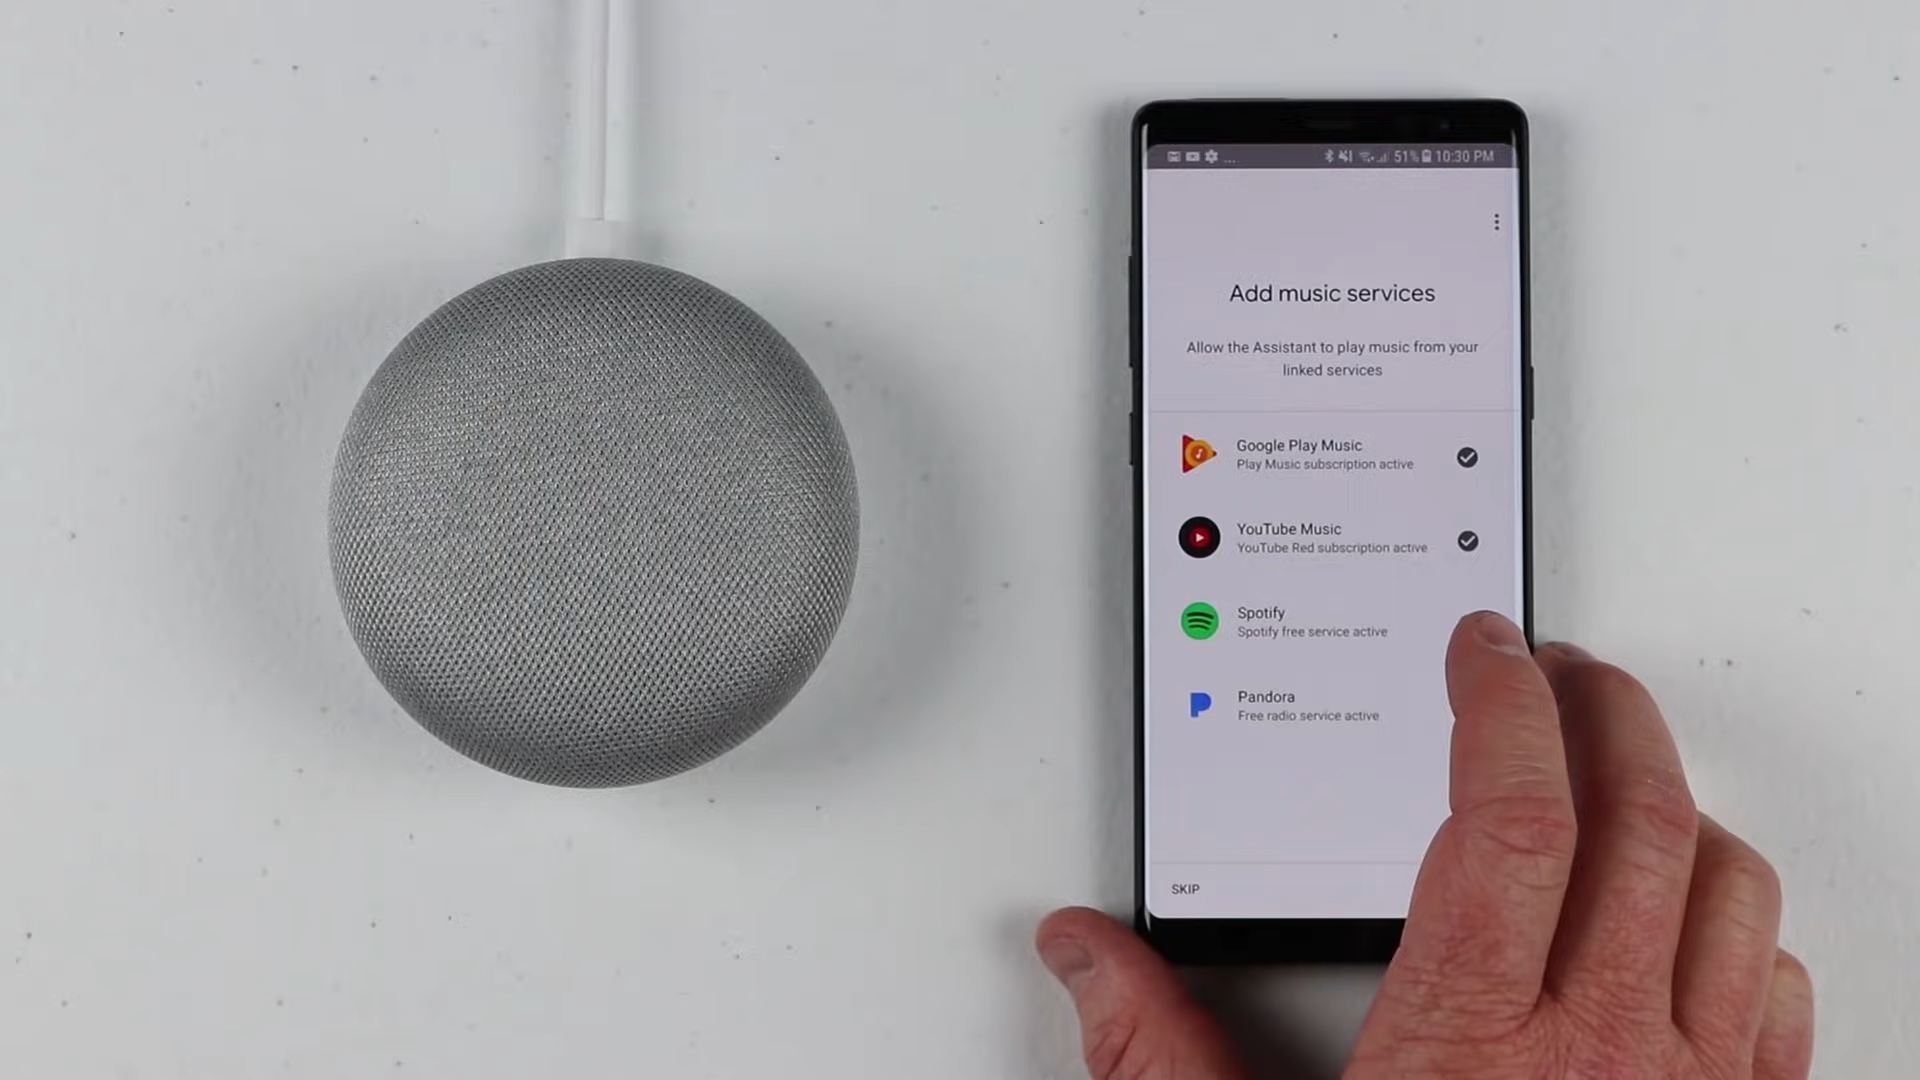 ... 51% 10:30 PM
Add music services
Allow the Assistant to play music from your
linked services
Google Play Music
Play Music subscription active
YouTube Music
YouTube Red subscription active
Spotify
Spotify free service active
Pandora
Free radio service active
SKIP